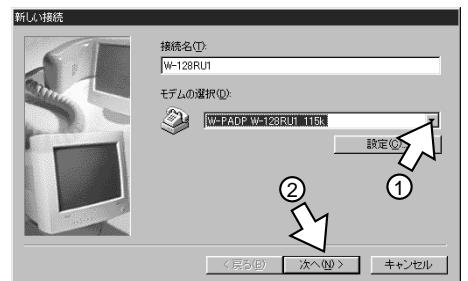 新しい接続
接続名(T):
W-128RU1
モデムの選択(D):
W-PADP W-128RU1 115k
設定(C)...
①
②
< 戻る(B)
次へ(N) >
キャンセル